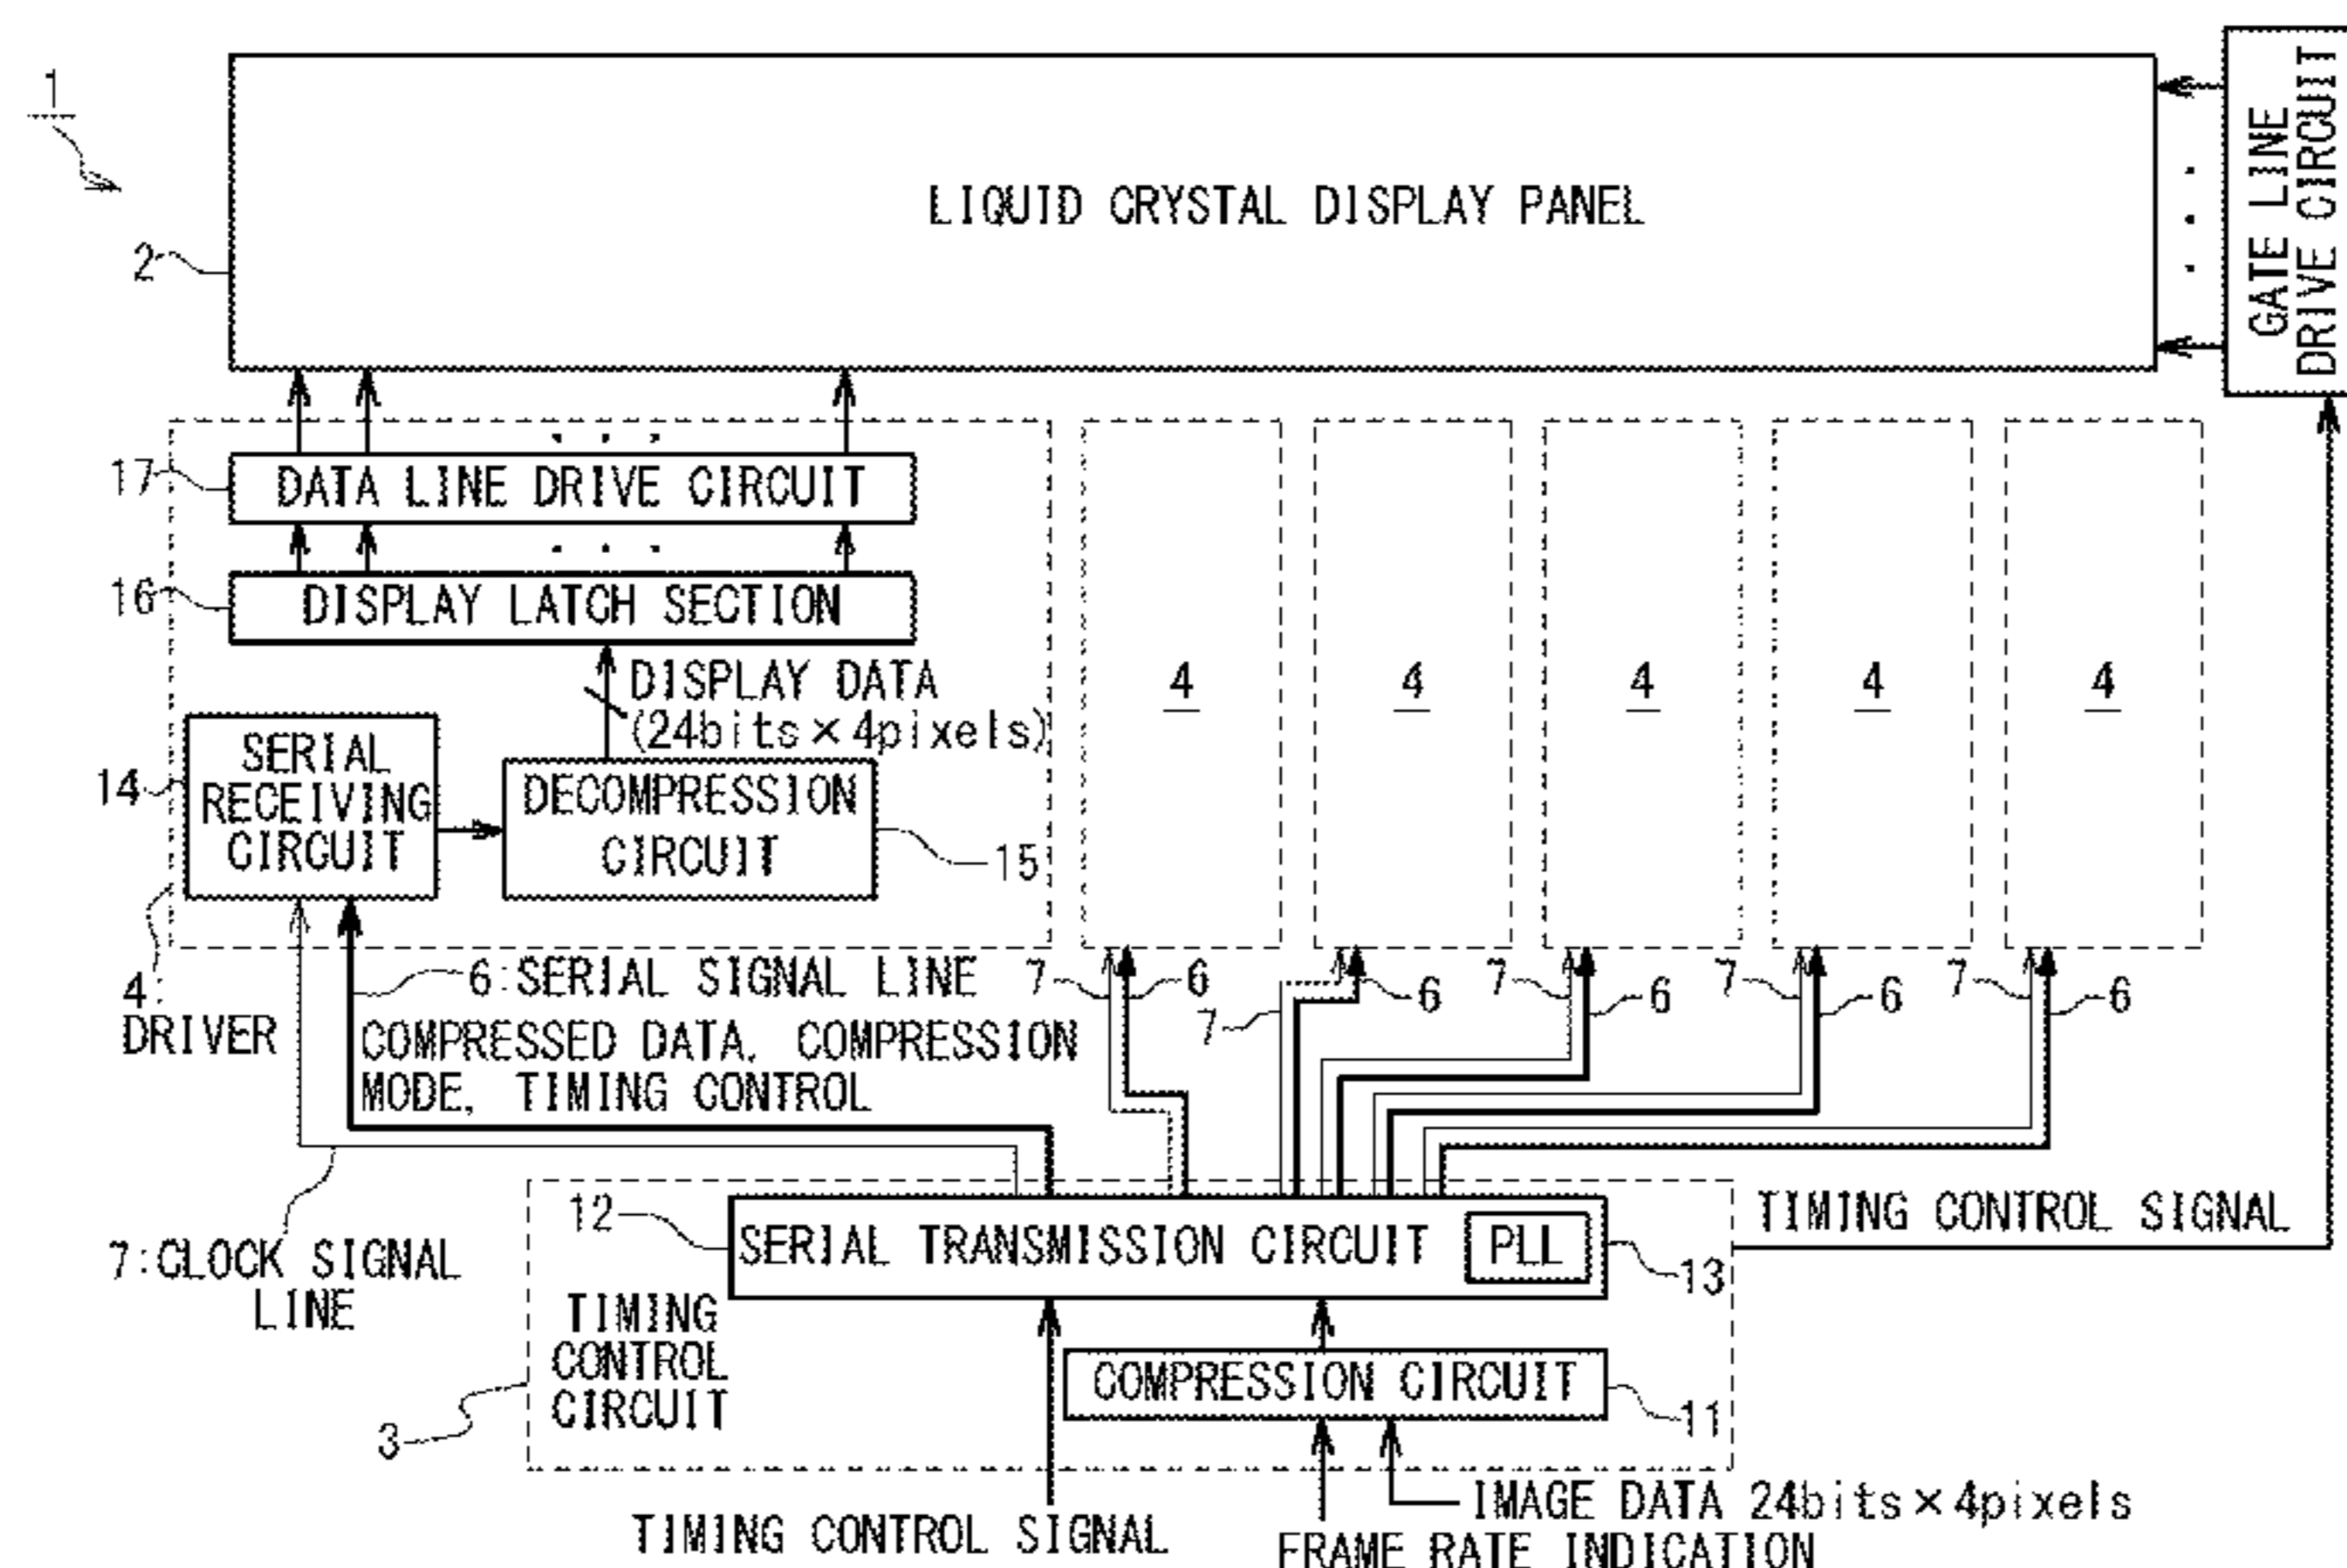 1
LIQUID CRYSTAL DISPLAY PANEL
GATE LINE
DRIVE CIRCUIT
2
17
DATA LINE DRIVE CIRCUIT
16
DISPLAY LATCH SECTION
DISPLAY DATA
(24bits×4pixels)
14
SERIAL
RECEIVING
CIRCUIT
DECOMPRESSION
CIRCUIT
15
4 4 4 4 4
4:
DRIVER
6:SERIAL SIGNAL LINE
COMPRESSED DATA, COMPRESSION
MODE, TIMING CONTROL
7 6 7 6 7 6 7 6 7 6
7:CLOCK SIGNAL
LINE
12
SERIAL TRANSMISSION CIRCUIT PLL
13
TIMING CONTROL SIGNAL
TIMING
CONTROL
CIRCUIT
3
COMPRESSION CIRCUIT
11
TIMING CONTROL SIGNAL
IMAGE DATA 24bits×4pixels
FRAME RATE INDICATION